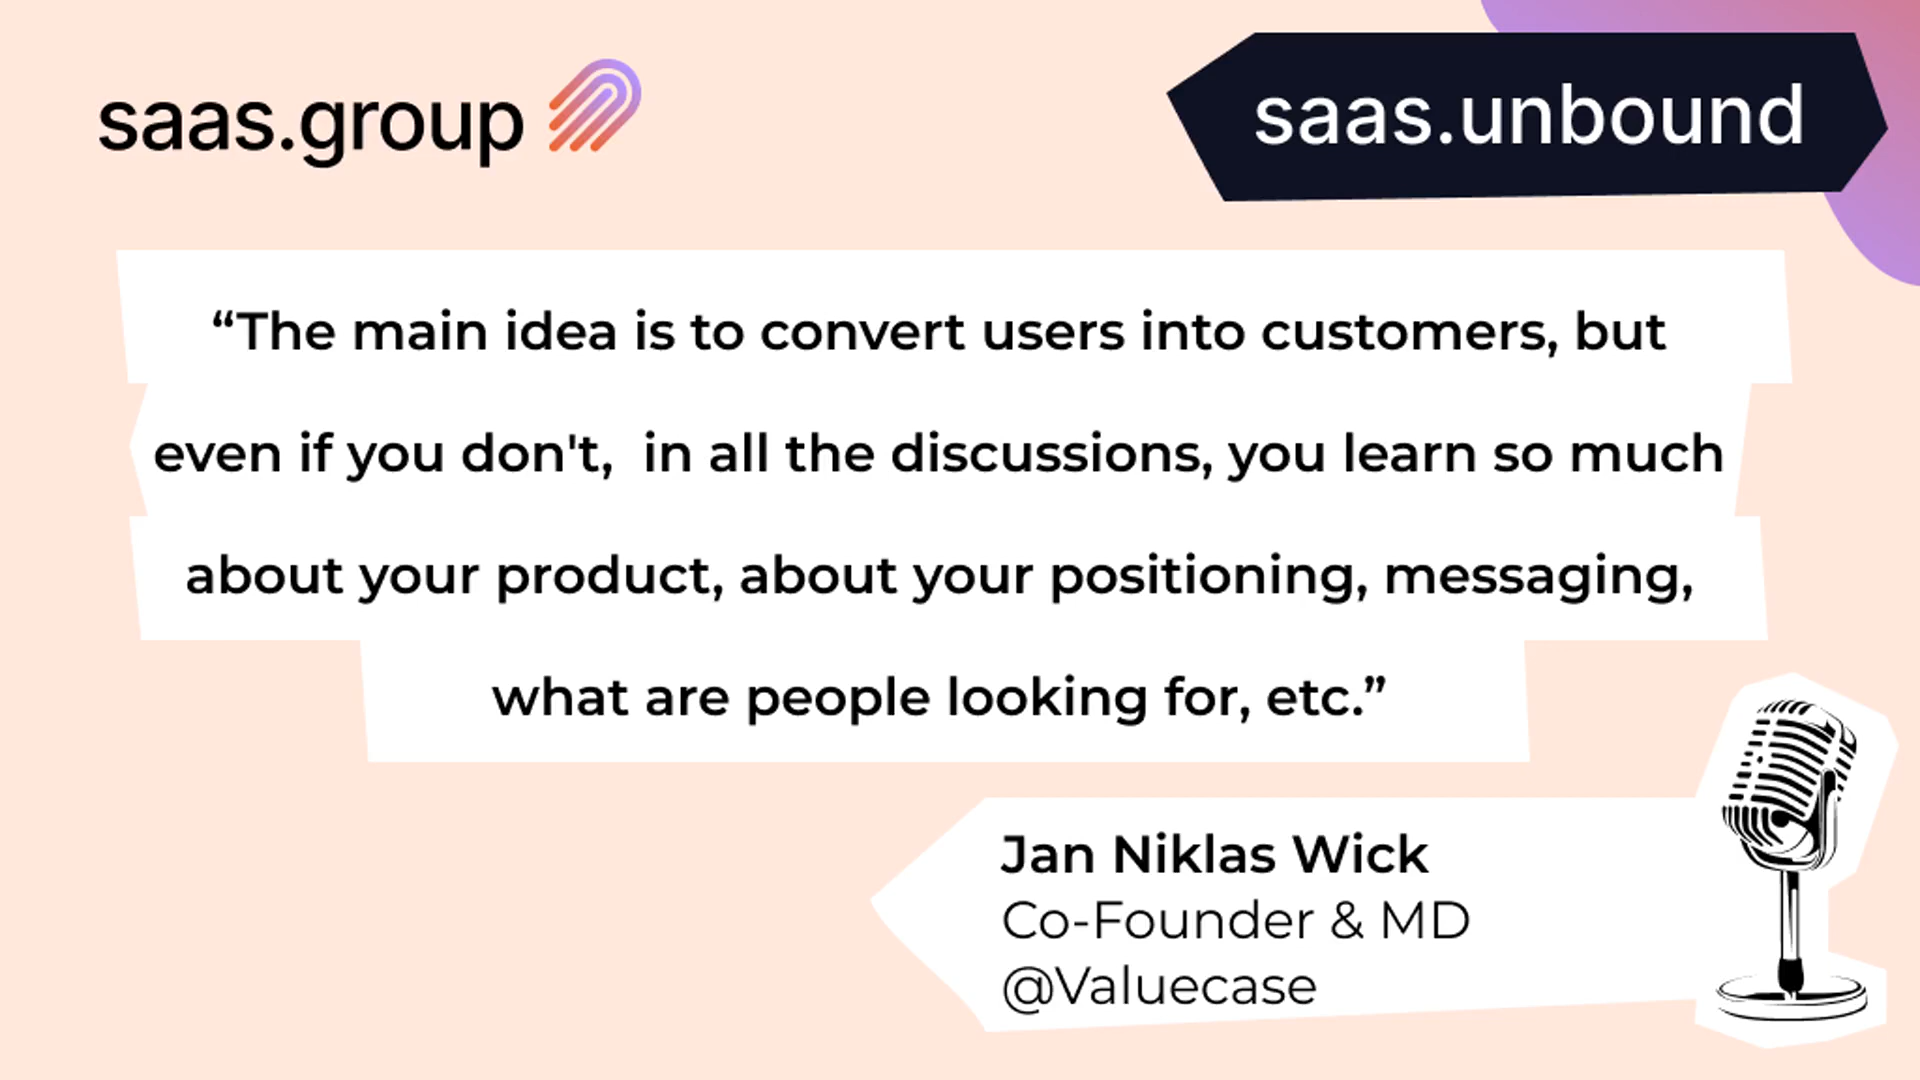 saas.group
saas.unbound
“The main idea is to convert users into customers, but
even if you don't,  in all the discussions, you learn so much
about your product, about your positioning, messaging,
what are people looking for, etc.”
Jan Niklas Wick
Co-Founder & MD
@Valuecase